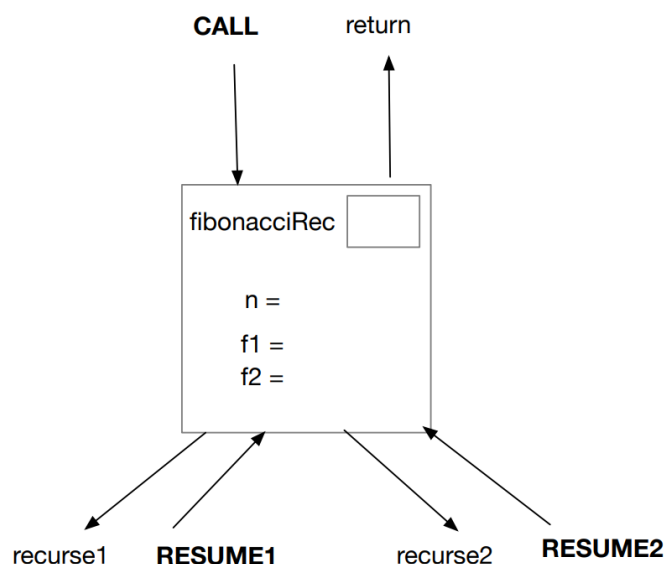 CALL return
fibonacciRec
n =
f1 =
f2 =
recurse1 RESUME1 recurse2 RESUME2